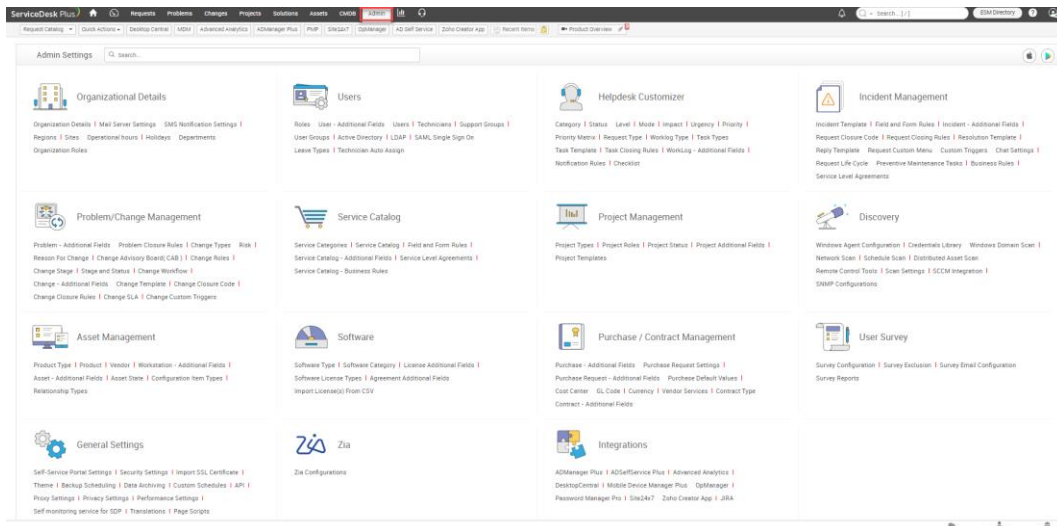 ServiceDesk Plus Requests Problems Changes Projects Solutions Assets CMDB Admin Search...[ / ] ESM Directory
Request Catalog Quick Actions Desktop Central MDM Advanced Analytics ADManager Plus PMP Site24x7 OpManager AD Self Service Zoho Creator App Recent Items Product Overview
Admin Settings Search...
Organizational Details Users Helpdesk Customizer Incident Management
Organization Details | Mail Server Settings SMS Notification Settings |
Regions | Sites Operational hours | Holidays Departments
Organization Roles
Roles User - Additional Fields Users | Technicians | Support Groups |
User Groups | Active Directory | LDAP | SAML Single Sign On
Leave Types | Technician Auto Assign
Category | Status Level | Mode | Impact | Urgency | Priority |
Priority Matrix | Request Type | Worklog Type | Task Types
Task Template | Task Closing Rules | WorkLog - Additional Fields |
Notification Rules | Checklist
Incident Template | Field and Form Rules | Incident - Additional Fields |
Request Closure Code | Request Closing Rules | Resolution Template |
Reply Template Request Custom Menu Custom Triggers Chat Settings |
Request Life Cycle Preventive Maintenance Tasks | Business Rules |
Service Level Agreements
Problem/Change Management Service Catalog Project Management Discovery
Problem - Additional Fields Problem Closure Rules | Change Types Risk |
Reason For Change | Change Advisory Board( CAB ) | Change Roles |
Change Stage | Stage and Status | Change Workflow |
Change - Additional Fields Change Template | Change Closure Code |
Change Closure Rules | Change SLA | Change Custom Triggers
Service Categories | Service Catalog | Field and Form Rules |
Service Catalog - Additional Fields | Service Level Agreements |
Service Catalog - Business Rules
Project Types | Project Roles | Project Status | Project Additional Fields |
Project Templates
Windows Agent Configuration | Credentials Library Windows Domain Scan |
Network Scan | Schedule Scan | Distributed Asset Scan
Remote Control Tools | Scan Settings | SCCM Integration |
SNMP Configurations
Asset Management Software Purchase / Contract Management User Survey
Product Type | Product | Vendor | Workstation - Additional Fields |
Asset - Additional Fields | Asset State | Configuration Item Types |
Relationship Types
Software Type | Software Category | License Additional Fields |
Software License Types | Agreement Additional Fields
Import License(s) From CSV
Purchase - Additional Fields Purchase Request Settings |
Purchase Request - Additional Fields Purchase Default Values |
Cost Center GL Code | Currency | Vendor Services | Contract Type
Contract - Additional Fields
Survey Configuration | Survey Exclusion | Survey Email Configuration
Survey Reports
General Settings Zia Zia Integrations
Self-Service Portal Settings | Security Settings | Import SSL Certificate |
Theme | Backup Scheduling | Data Archiving | Custom Schedules | API |
Proxy Settings | Privacy Settings | Performance Settings |
Self monitoring service for SDP | Translations | Page Scripts
Zia Configurations
ADManager Plus | ADSelfService Plus | Advanced Analytics |
DesktopCentral | Mobile Device Manager Plus OpManager |
Password Manager Pro | Site24x7 Zoho Creator App | JIRA